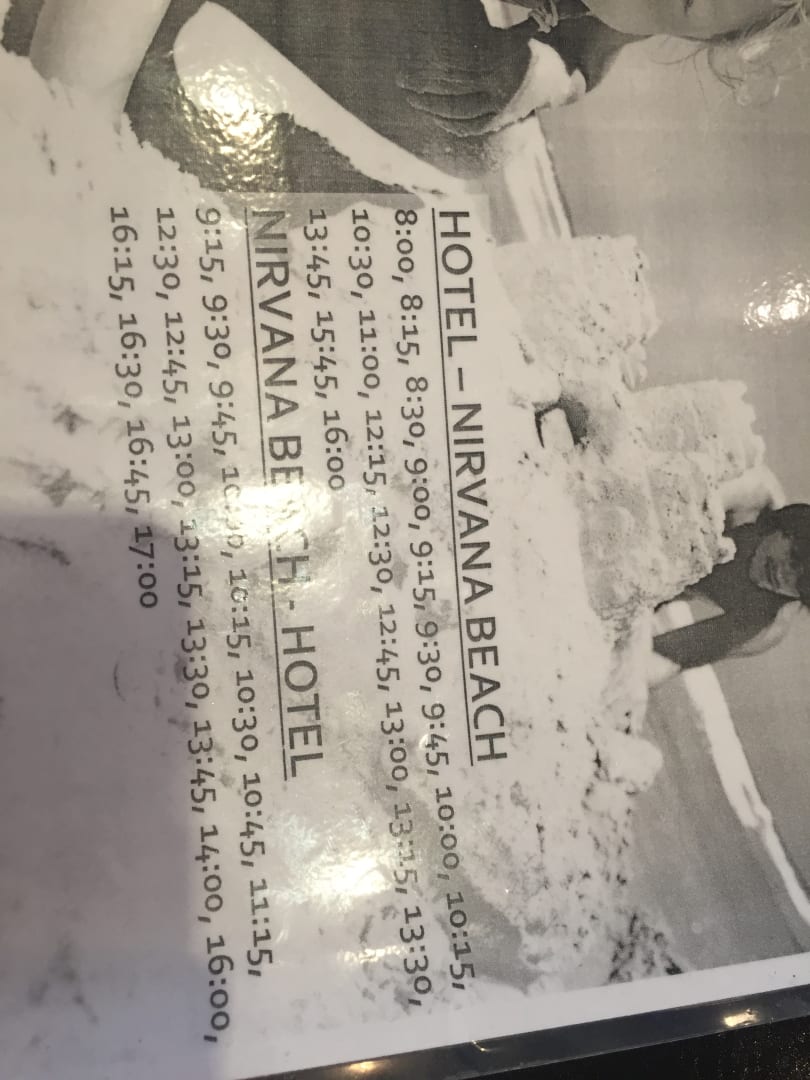 HOTEL – NIRVANA BEACH
8:00, 8:15, 8:30, 9:00, 9:15, 9:30, 9:45, 10:00, 10:15,
10:30, 11:00, 12:15, 12:30, 12:45, 13:00, 13:15, 13:30,
13:45, 15:45, 16:00
NIRVANA BEACH - HOTEL
9:15, 9:30, 9:45, 10:00, 10:15, 10:30, 10:45, 11:15,
12:30, 12:45, 13:00, 13:15, 13:30, 13:45, 14:00, 16:00,
16:15, 16:30, 16:45, 17:00